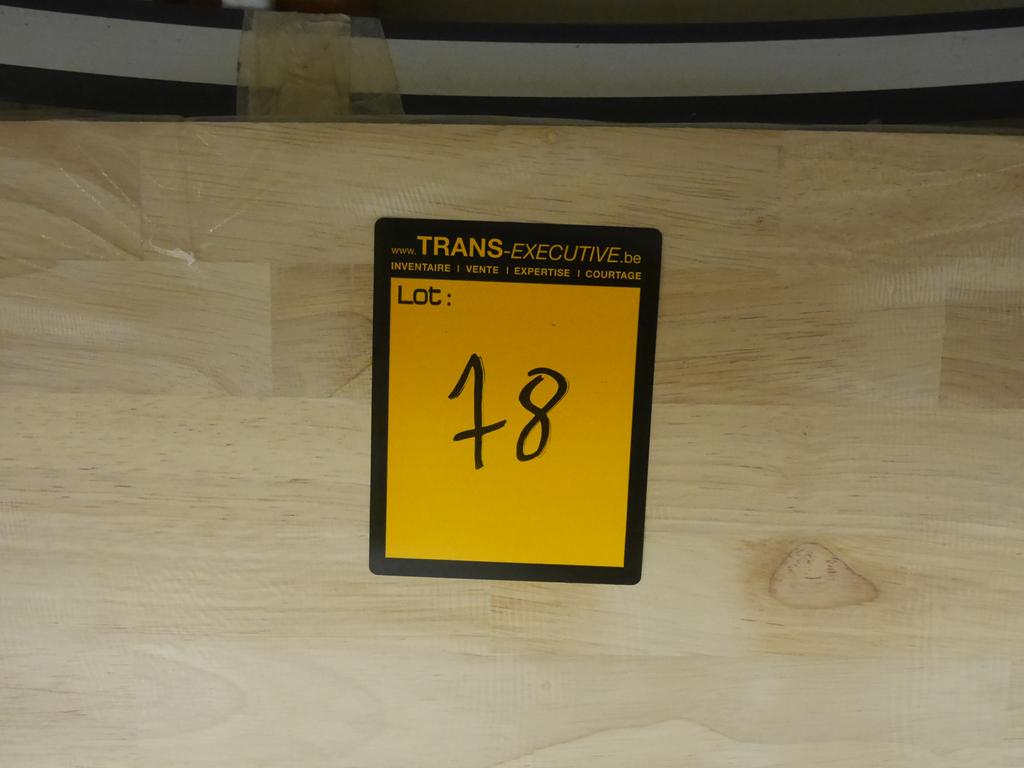 www.TRANS-EXECUTIVE.be
INVENTAIRE | VENTE | EXPERTISE | COURTAGE
Lot:
78